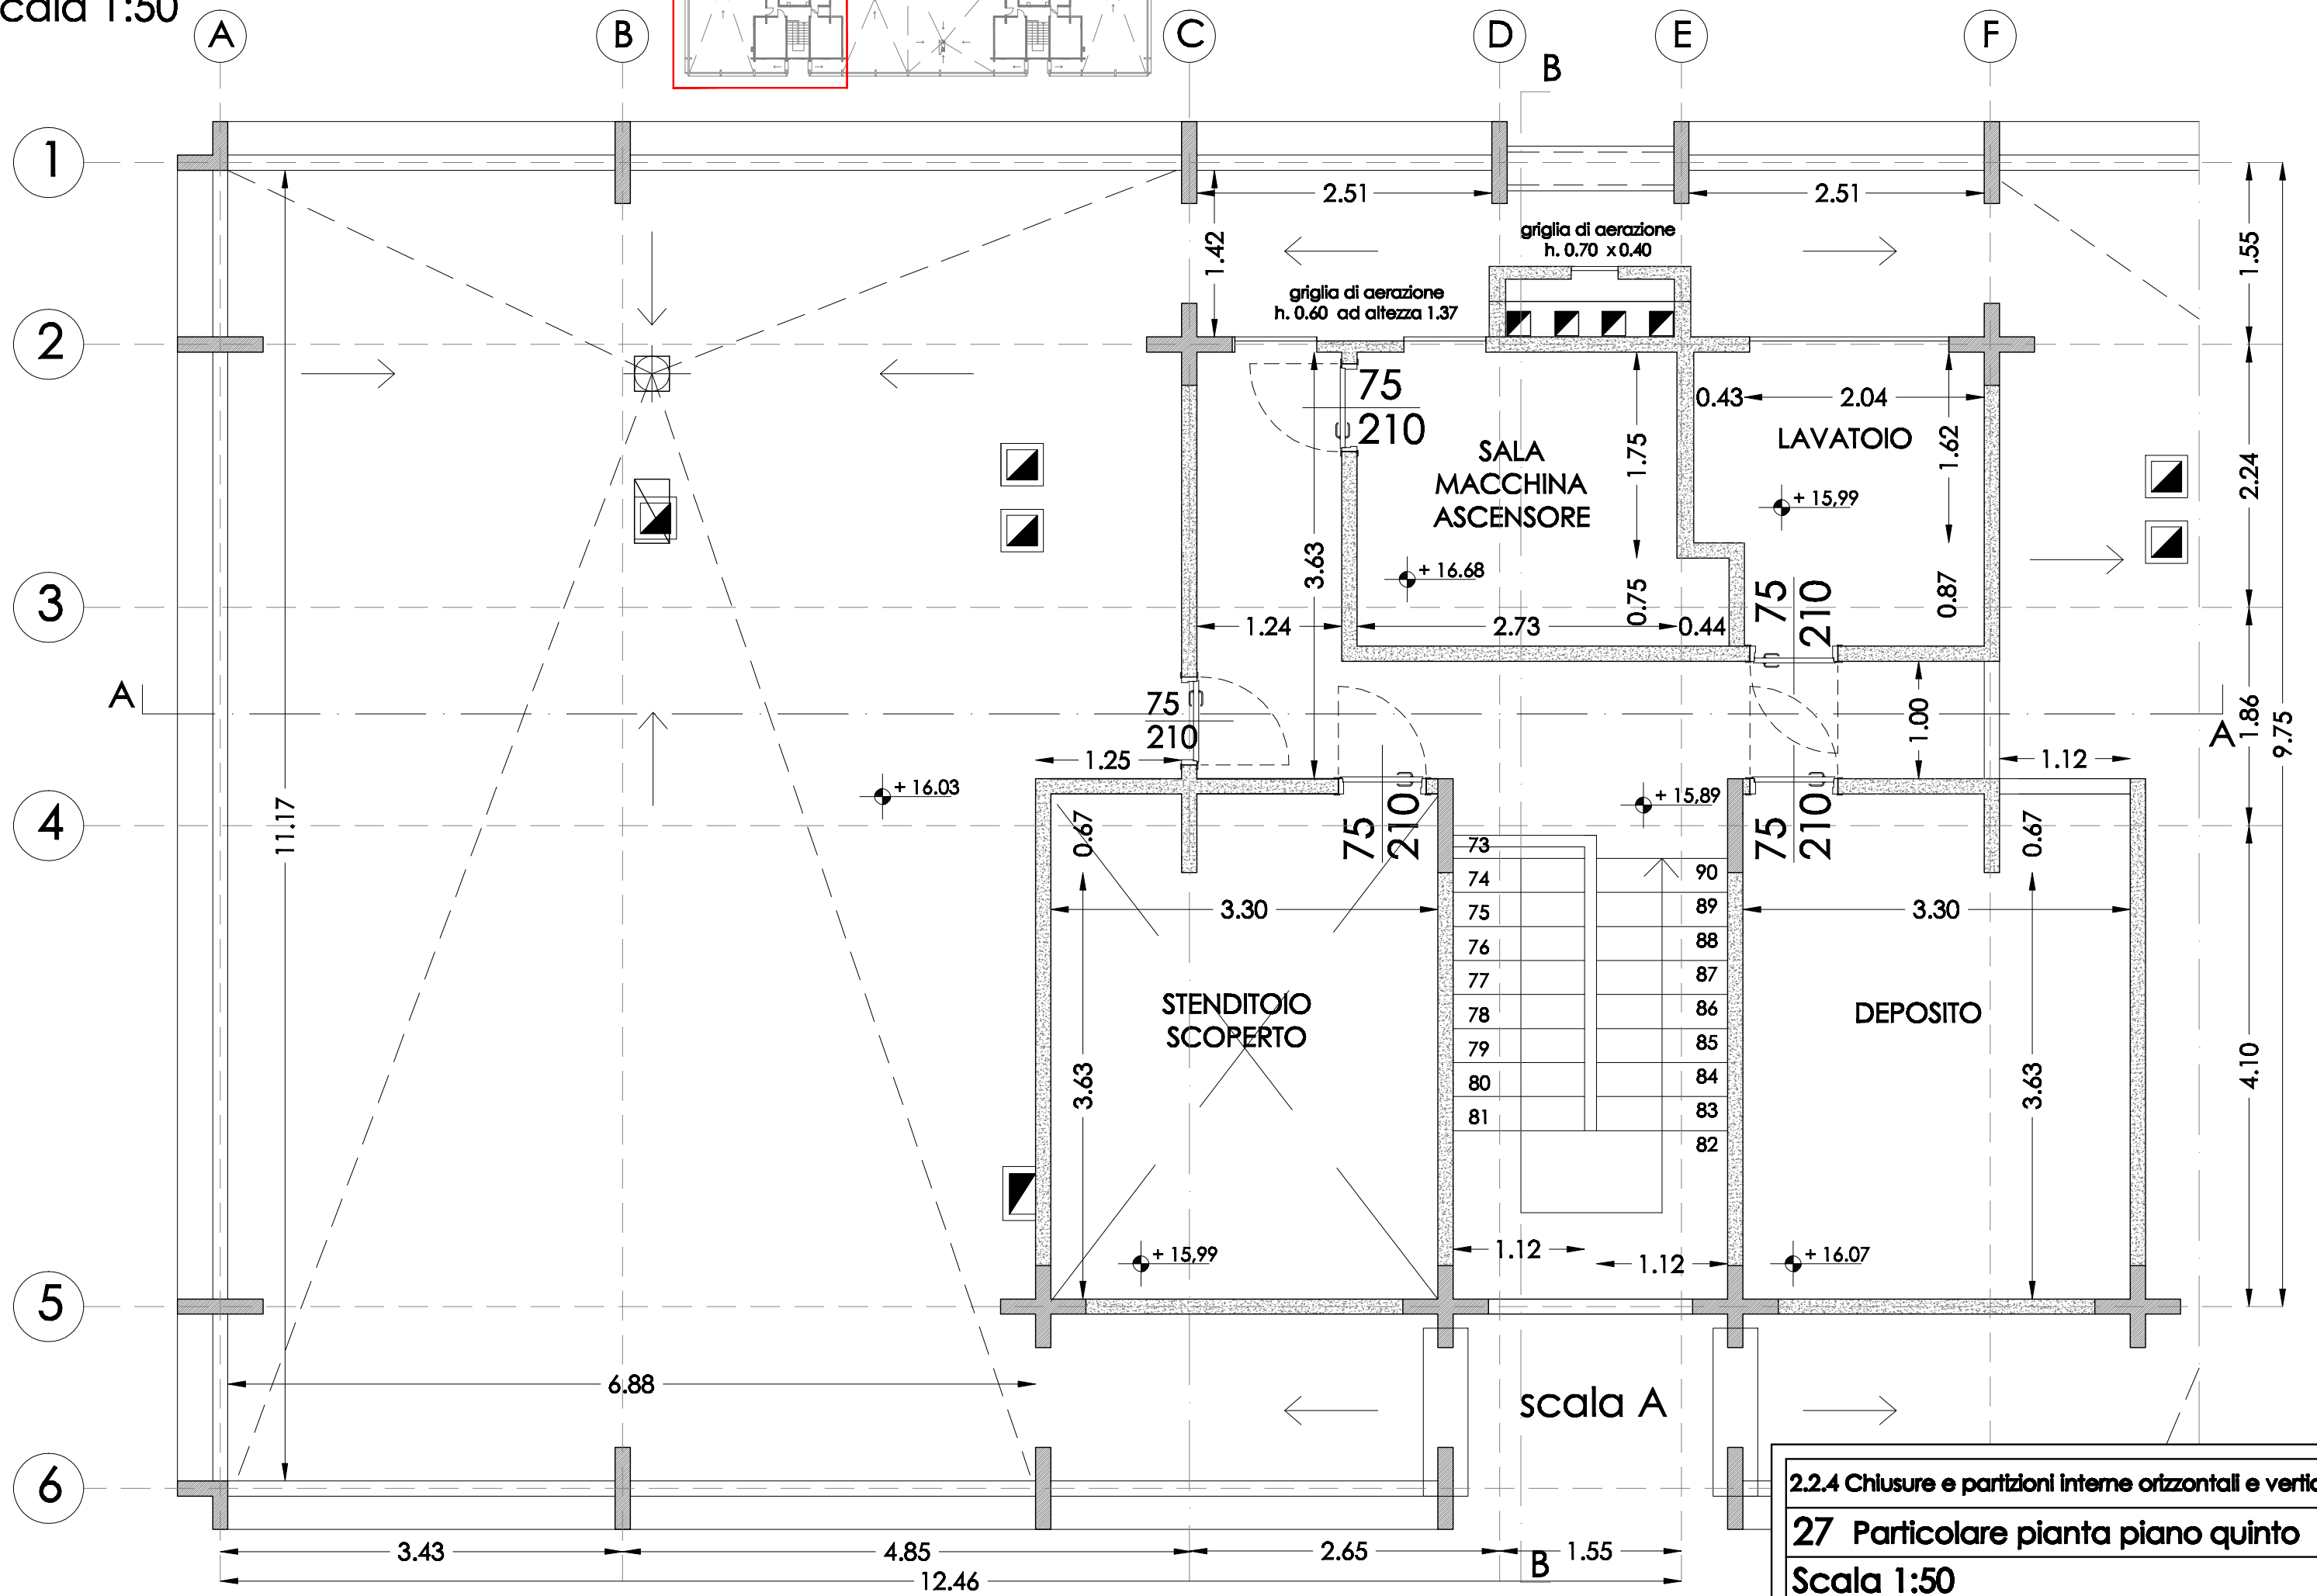 cala 1:50
A
B
C
D
E
F
B
1
2.51
2.51
griglia di aerazione
h. 0.70 x 0.40
1.42
1.55
griglia di aerazione
h. 0.60 ad altezza 1.37
2
75
210
0.43
2.04
SALA
MACCHINA
ASCENSORE
1.75
LAVATOIO
1.62
2.24
+ 15,99
3.63
+ 16.68
0.75
75
210
0.87
3
1.24
2.73
0.44
A
75
210
1.00
1.86
A
9.75
1.25
1.12
+ 16.03
+ 15,89
11.17
4
0.67
75
210
75
210
0.67
73
74
75
76
77
78
79
80
81
90
89
88
87
86
85
84
83
82
3.30
3.30
STENDITOIO
SCOPERTO
DEPOSITO
3.63
3.63
4.10
+ 15,99
1.12
1.12
+ 16.07
5
6.88
scala A
6
2.2.4 Chiusure e partizioni interne orizzontali e vertic
27 Particolare pianta piano quinto
Scala 1:50
3.43
4.85
2.65
B
1.55
12.46